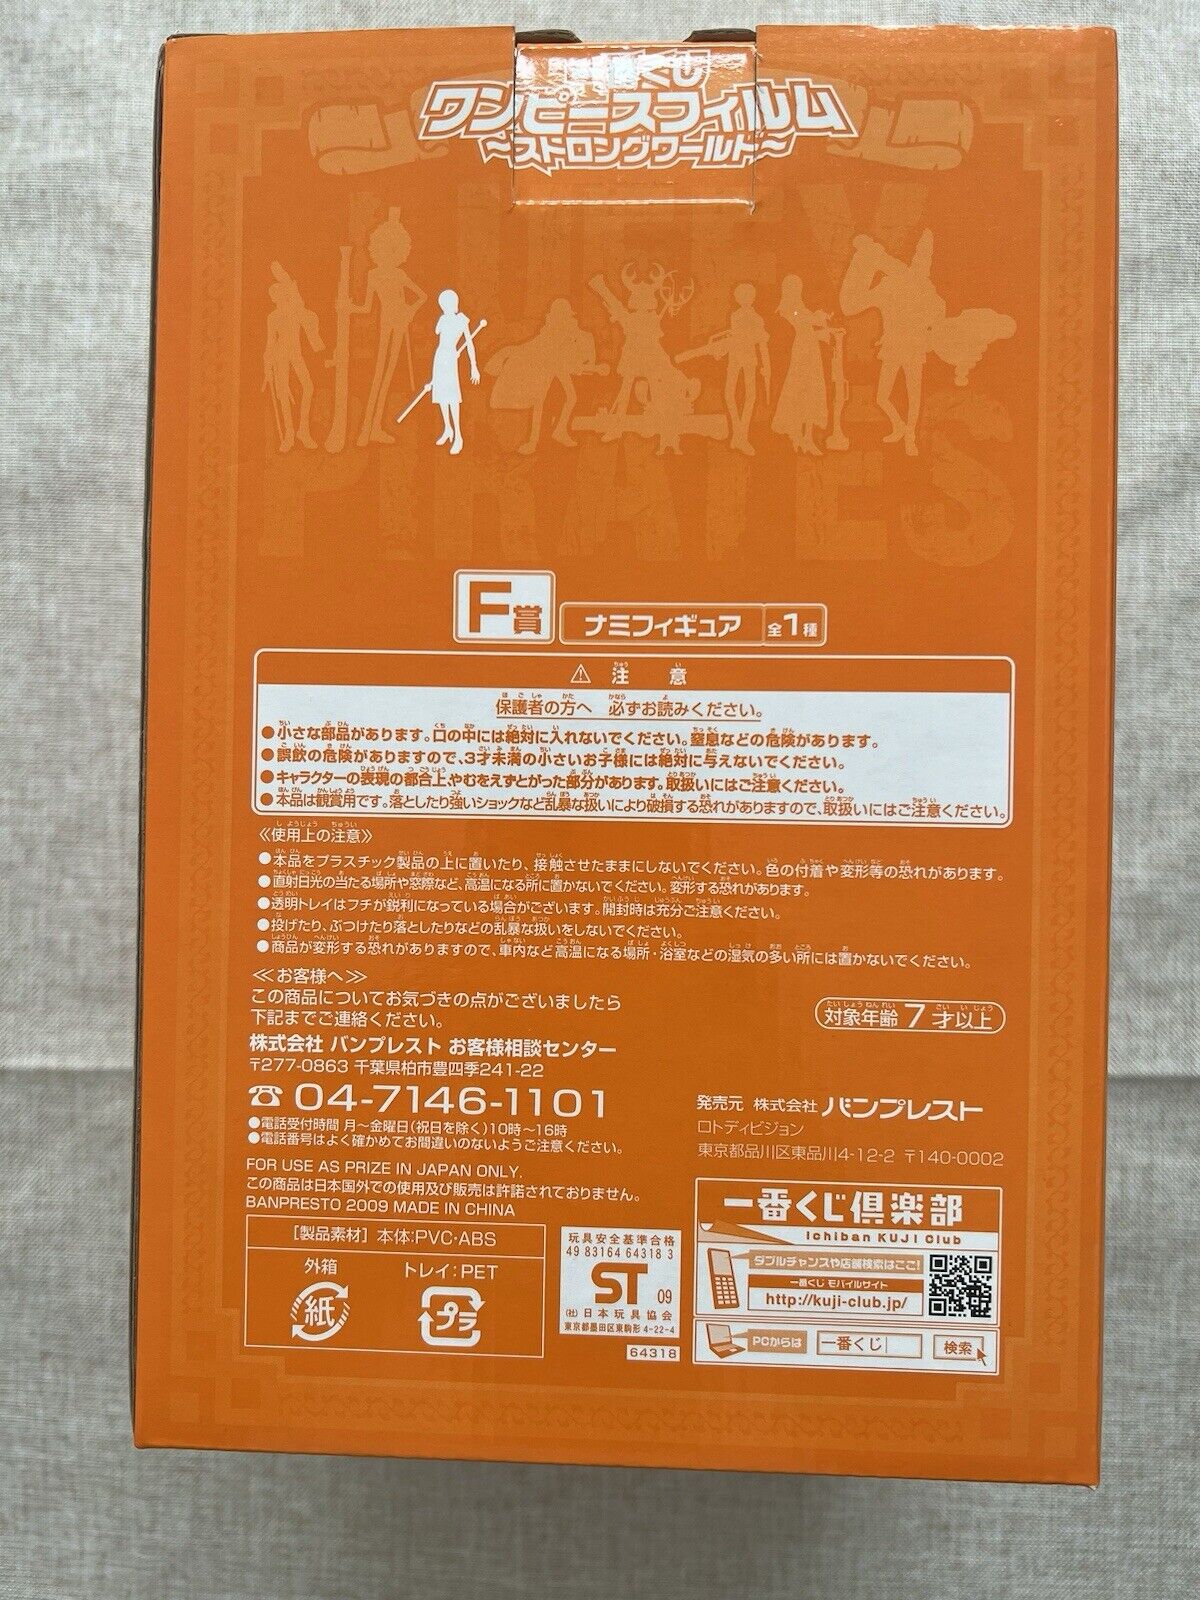 一番くじ
ワンピースフィルム
～ストロングワールド～
PIRATES
F賞
ナミフィギュア 全1種
⚠ 注意
保護者の方へ 必ずお読みください。
●小さな部品があります。口の中には絶対に入れないでください。窒息などの危険があります。
●誤飲の危険がありますので、3才未満の小さいお子様には絶対に与えないでください。
●キャラクターの表現の都合上、やむをえずとがった部分があります。取扱いにはご注意ください。
●本品は観賞用です。落としたり強いショックなど乱暴な扱いにより破損する恐れがありますので、取扱いにはご注意ください。
《使用上の注意》
●本品をプラスチック製品の上に置いたり、接触させたままにしないでください。色の付着や変形等の恐れがあります。
●直射日光の当たる場所や窓際など、高温になる所に置かないでください。変形する恐れがあります。
●透明トレイはフチが鋭利になっている場合がございます。開封時は充分ご注意ください。
●投げたり、ぶつけたり落としたりなどの乱暴な扱いをしないでください。
●商品が変形する恐れがありますので、車内など高温になる場所・浴室などの湿気の多い所には置かないでください。
≪お客様へ≫
この商品についてお気づきの点がございましたら
下記までご連絡ください。
対象年齢 7才以上
株式会社 バンプレスト お客様相談センター
〒277-0863 千葉県柏市豊四季241-22
☎ 04-7146-1101
●電話受付時間 月～金曜日(祝日を除く)10時～16時
●電話番号はよく確かめてお間違いのないようご注意ください。
発売元 株式会社 バンプレスト
ロトディビジョン
東京都品川区東品川4-12-2 〒140-0002
FOR USE AS PRIZE IN JAPAN ONLY.
この商品は日本国外での使用及び販売は許諾されておりません。
BANPRESTO 2009 MADE IN CHINA
[製品素材] 本体:PVC・ABS
外箱
紙
トレイ:PET
プラ
玩具安全基準合格
49 83164 64318 3
ST 09
(社)日本玩具協会
東京都墨田区東駒形 4-22-4
64318
一番くじ倶楽部
Ichiban KUJI Club
ダブルチャンスや店舗検索はここ!
一番くじ モバイルサイト
http://kuji-club.jp/
PCからは 一番くじ 検索